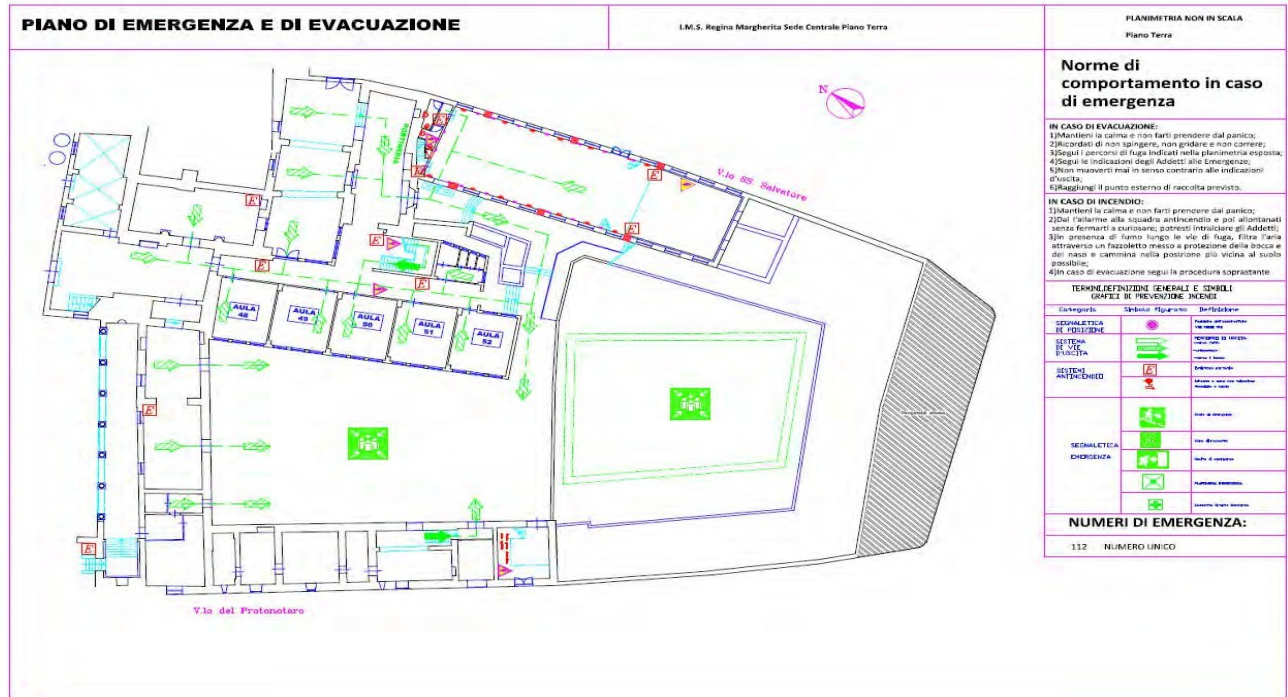 PIANO DI EMERGENZA E DI EVACUAZIONE
I.M.S. Regina Margherita Sede Centrale Piano Terra
PLANIMETRIA NON IN SCALA
Piano Terra
Norme di
comportamento in caso
di emergenza
IN CASO DI EVACUAZIONE:
1)Mantieni la calma e non farti prendere dal panico;
2)Ricordati di non spingere, non gridare e non correre;
3)Segui i percorsi di fuga indicati nella planimetria esposta;
4)Segui le indicazioni degli Addetti alle Emergenze;
5)Non muoverti mai in senso contrario alle indicazioni
d'uscita;
6)Raggiungi il punto esterno di raccolta previsto.
IN CASO DI INCENDIO:
1)Mantieni la calma e non farti prendere dal panico;
2)Dai l'allarme alla squadra antincendio e poi allontanati
senza fermarti a curiosare; potresti intralciare gli Addetti;
3)In presenza di fumo lungo le vie di fuga, filtra l'aria
attraverso un fazzoletto messo a protezione della bocca e
del naso e cammina nella posizione più vicina al suolo
possibile;
4)In caso di evacuazione segui la procedura soprastante
TERMINI,DEFINIZIONI GENERALI E SIMBOLI
GRAFICI DI PREVENZIONE INCENDI
Categoria
Simbolo figurato
Definizione
SEGNALETICA
DI POSIZIONE
SISTEMA
DI VIE
D'USCITA
SISTEMI
ANTINCENDIO
E
SEGNALETICA
EMERGENZA
NUMERI DI EMERGENZA:
112 NUMERO UNICO
N
V.lo SS. Salvatore
PORTINERIA
E
E
E
E
E
E
E
E
E
E
AULA
48
AULA
49
AULA
50
AULA
51
AULA
52
V.lo del Protonotaro